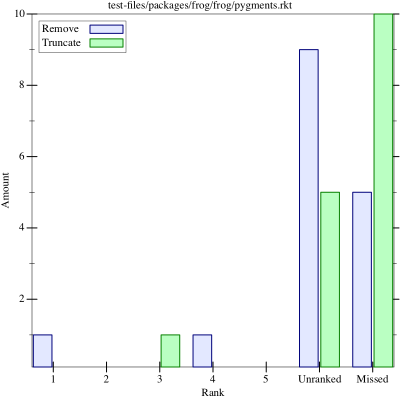 test-files/packages/frog/frog/pygments.rkt
Remove
Truncate
10
8
6
4
2
Amount
1 2 3 4 5 Unranked Missed
Rank